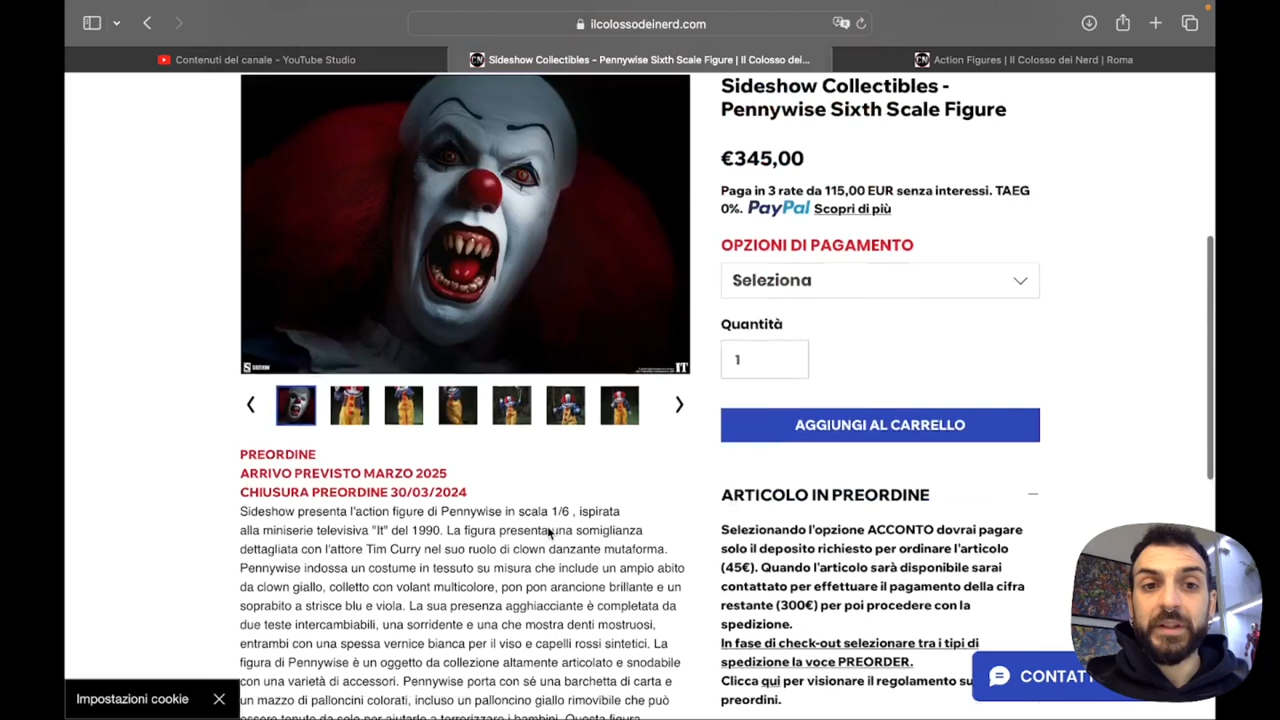 ilcolossodeinerd.com
Contenuti del canale – YouTube Studio
Sideshow Collectibles - Pennywise Sixth Scale Figure | Il Colosso dei...
Action Figures | Il Colosso dei Nerd | Roma
Sideshow Collectibles -
Pennywise Sixth Scale Figure
€345,00
Paga in 3 rate da 115,00 EUR senza interessi. TAEG
0%. PayPal Scopri di più
OPZIONI DI PAGAMENTO
Seleziona
Quantità
1
AGGIUNGI AL CARRELLO
SIDESHOW
IT
PREORDINE
ARRIVO PREVISTO MARZO 2025
CHIUSURA PREORDINE 30/03/2024
Sideshow presenta l'action figure di Pennywise in scala 1/6 , ispirata
alla miniserie televisiva "It" del 1990. La figura presenta una somiglianza
dettagliata con l'attore Tim Curry nel suo ruolo di clown danzante mutaforma.
Pennywise indossa un costume in tessuto su misura che include un ampio abito
da clown giallo, colletto con volant multicolore, pon pon arancione brillante e un
soprabito a strisce blu e viola. La sua presenza agghiacciante è completata da
due teste intercambiabili, una sorridente e una che mostra denti mostruosi,
entrambi con una spessa vernice bianca per il viso e capelli rossi sintetici. La
figura di Pennywise è un oggetto da collezione altamente articolato e snodabile
con una varietà di accessori. Pennywise porta con sé una barchetta di carta e
un mazzo di palloncini colorati, incluso un palloncino giallo rimovibile che può
essere tenuto da solo per aiutarlo a terrorizzare i bambini. Questa figura
ARTICOLO IN PREORDINE
Selezionando l'opzione ACCONTO dovrai pagare
solo il deposito richiesto per ordinare l'articolo
(45€). Quando l'articolo sarà disponibile sarai
contattato per effettuare il pagamento della cifra
restante (300€) per poi procedere con la
spedizione.
In fase di check-out selezionare tra i tipi di
spedizione la voce PREORDER.
Clicca qui per visionare il regolamento su
preordini.
CONTATT
Impostazioni cookie